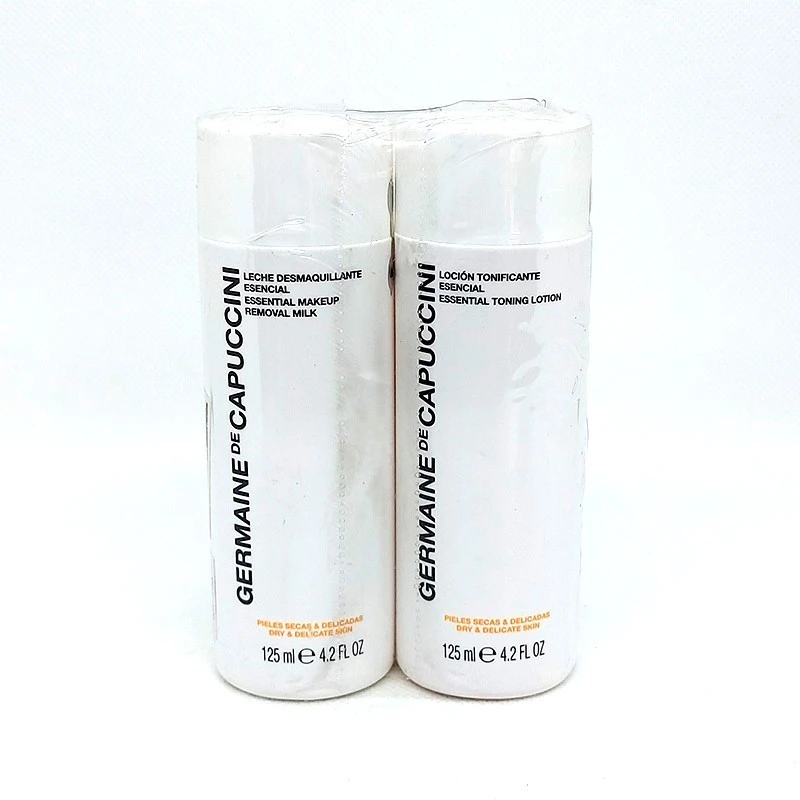 GERMAINE DE CAPUCCINI
LECHE DESMAQUILLANTE
ESENCIAL
ESSENTIAL MAKEUP
REMOVAL MILK
PIELES SECAS & DELICADAS
DRY & DELICATE SKIN
125 ml e 4.2 FL OZ
GERMAINE DE CAPUCCINI
LOCIÓN TONIFICANTE
ESENCIAL
ESSENTIAL TONING LOTION
PIELES SECAS & DELICADAS
DRY & DELICATE SKIN
125 ml e 4.2 FL OZ